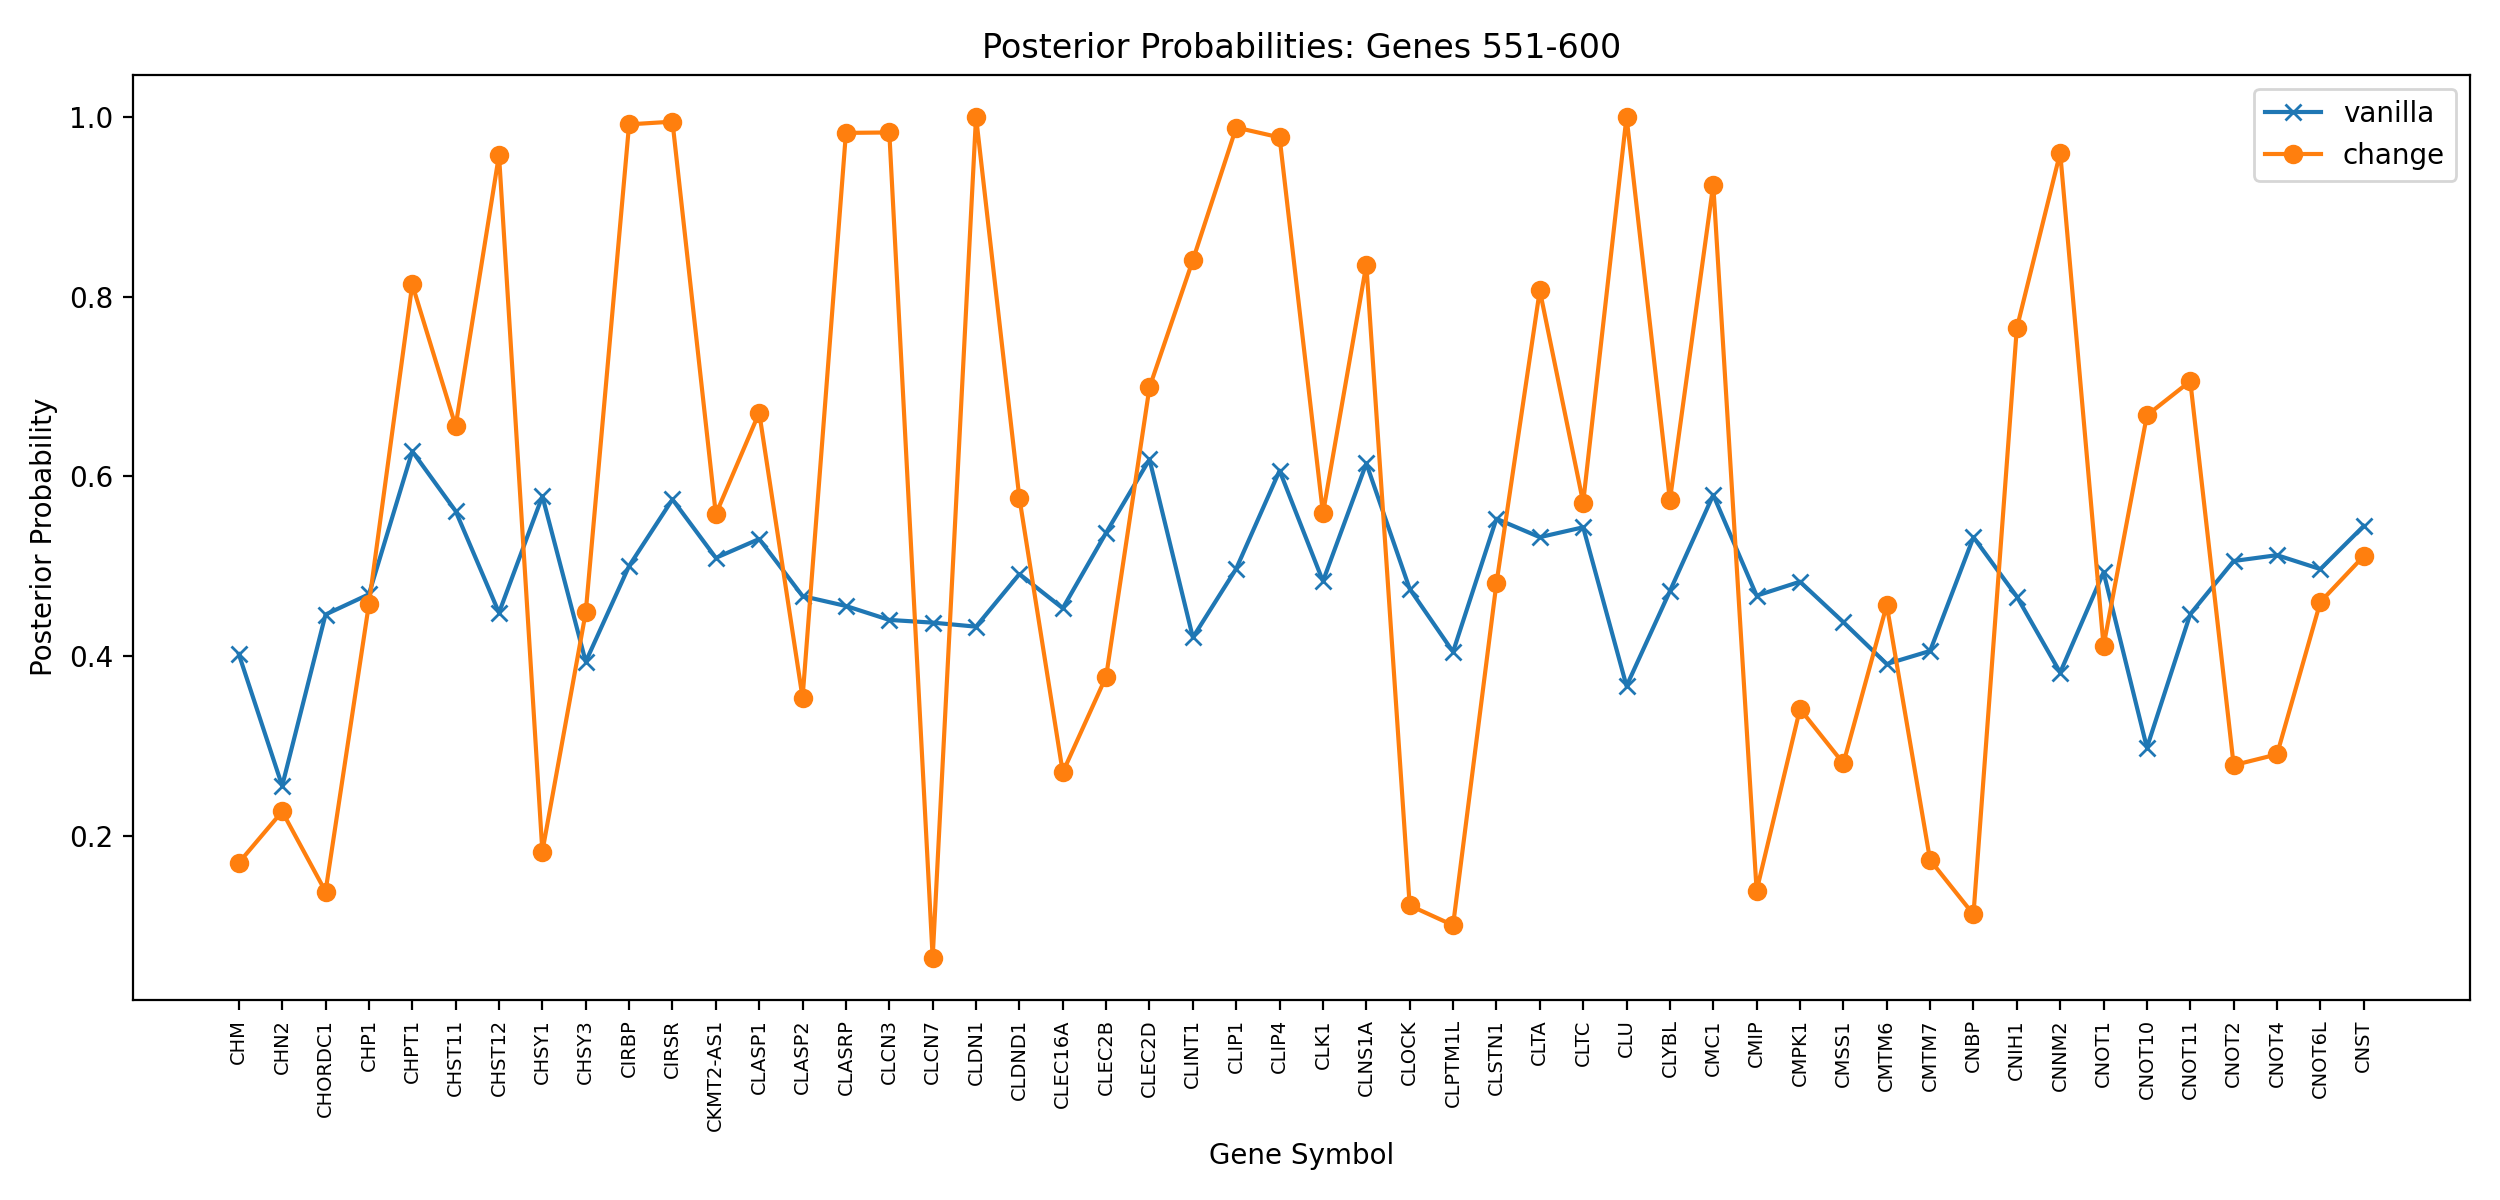 Posterior Probabilities: Genes 551-600
vanilla
change
Posterior Probability
1.0
0.8
0.6
0.4
0.2
CHM
CHN2
CHORDC1
CHP1
CHPT1
CHST11
CHST12
CHSY1
CHSY3
CIRBP
CIRSR
CKMT2-AS1
CLASP1
CLASP2
CLASRP
CLCN3
CLCN7
CLDN1
CLDND1
CLEC16A
CLEC2B
CLEC2D
CLINT1
CLIP1
CLIP4
CLK1
CLNS1A
CLOCK
CLPTM1L
CLSTN1
CLTA
CLTC
CLU
CLYBL
CMC1
CMIP
CMPK1
CMSS1
CMTM6
CMTM7
CNBP
CNIH1
CNNM2
CNOT1
CNOT10
CNOT11
CNOT2
CNOT4
CNOT6L
CNST
Gene Symbol